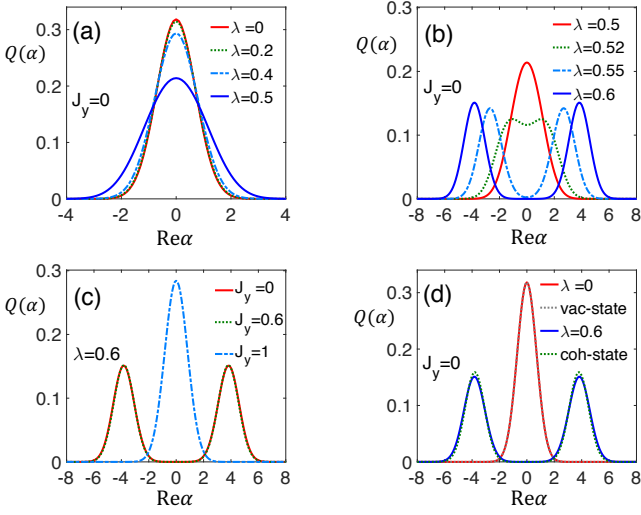 (a)
Q(α)
J_y=0
λ =0
λ=0.2
λ =0.4
λ =0.5
0.3
0.2
0.1
0
-4 -2 0 2 4
Reα
(b)
Q(α)
J_y=0
λ =0.5
λ =0.52
λ=0.55
λ =0.6
0.3
0.2
0.1
0
-8 -6 -4 -2 0 2 4 6 8
Reα
(c)
Q(α)
λ=0.6
J_y=0
J_y=0.6
J_y=1
0.3
0.2
0.1
0
-8 -6 -4 -2 0 2 4 6 8
Reα
(d)
Q(α)
J_y=0
λ =0
vac-state
λ=0.6
coh-state
0.3
0.2
0.1
0
-8 -6 -4 -2 0 2 4 6 8
Reα